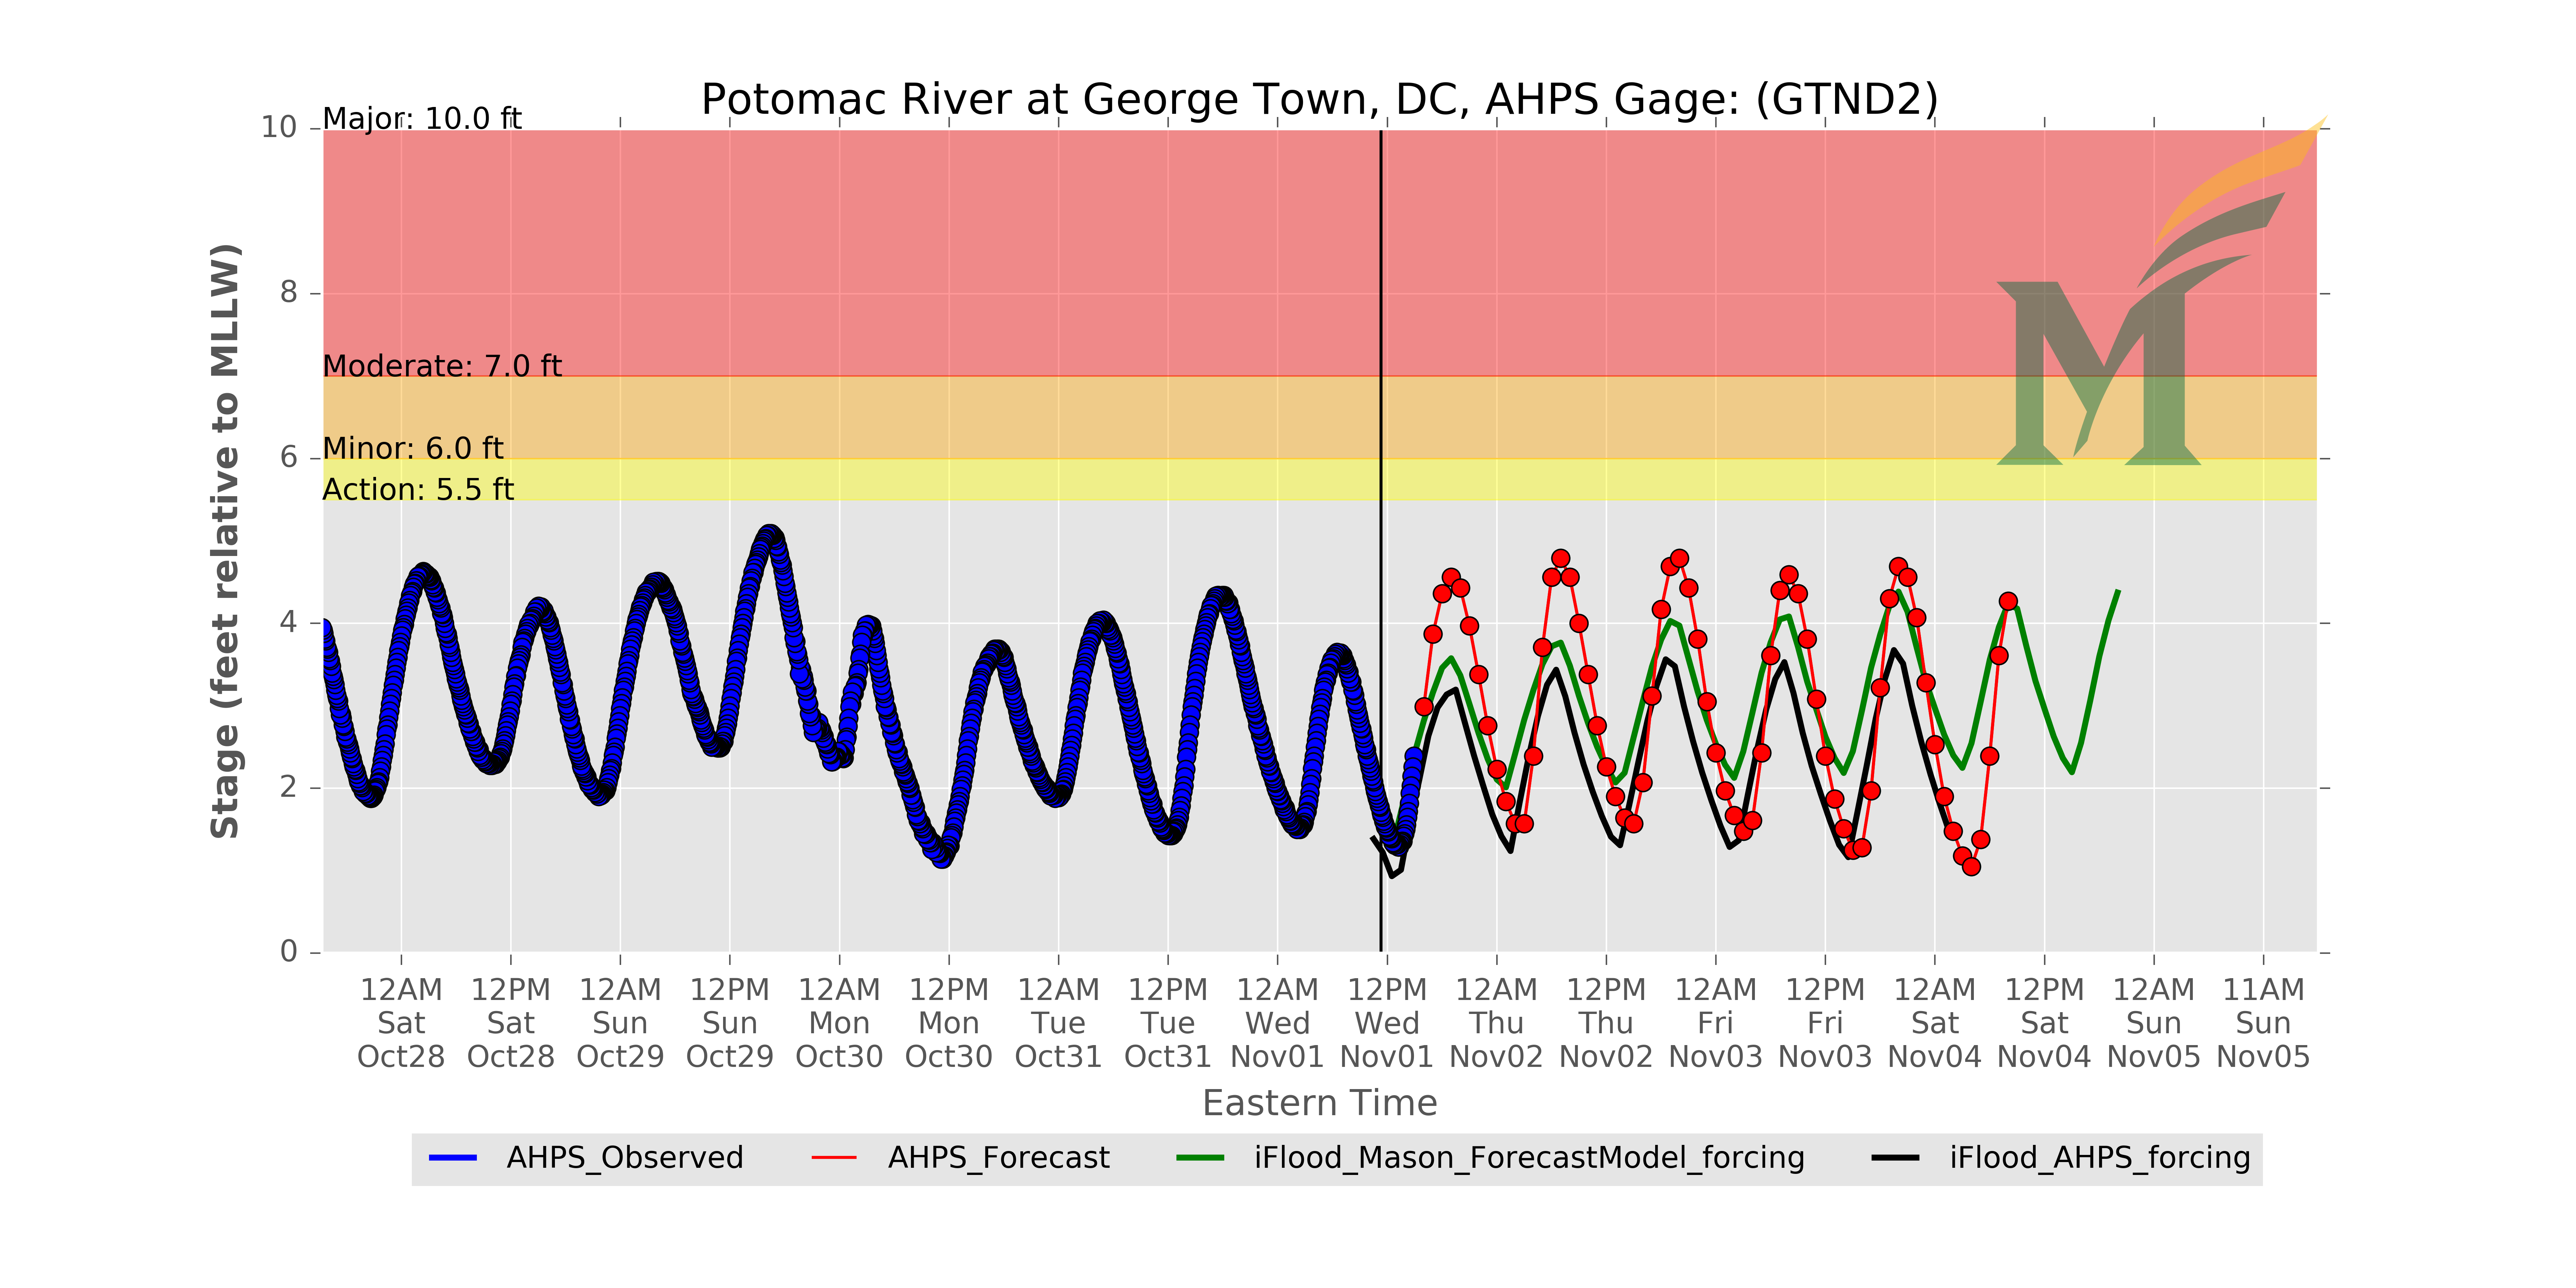 Potomac River at George Town, DC, AHPS Gage: (GTND2)
Stage (feet relative to MLLW)
10
8
6
4
2
0
Major: 10.0 ft
Moderate: 7.0 ft
Minor: 6.0 ft
Action: 5.5 ft
12AM 12PM 12AM 12PM 12AM 12PM 12AM 12PM 12AM 12PM 12AM 12PM 12AM 12PM 12AM 12PM 12AM 11AM
Sat Sat Sun Sun Mon Mon Tue Tue Wed Wed Thu Thu Fri Fri Sat Sat Sun Sun
Oct28 Oct28 Oct29 Oct29 Oct30 Oct30 Oct31 Oct31 Nov01 Nov01 Nov02 Nov02 Nov03 Nov03 Nov04 Nov04 Nov05 Nov05
Eastern Time
AHPS_Observed AHPS_Forecast iFlood_Mason_ForecastModel_forcing iFlood_AHPS_forcing
M